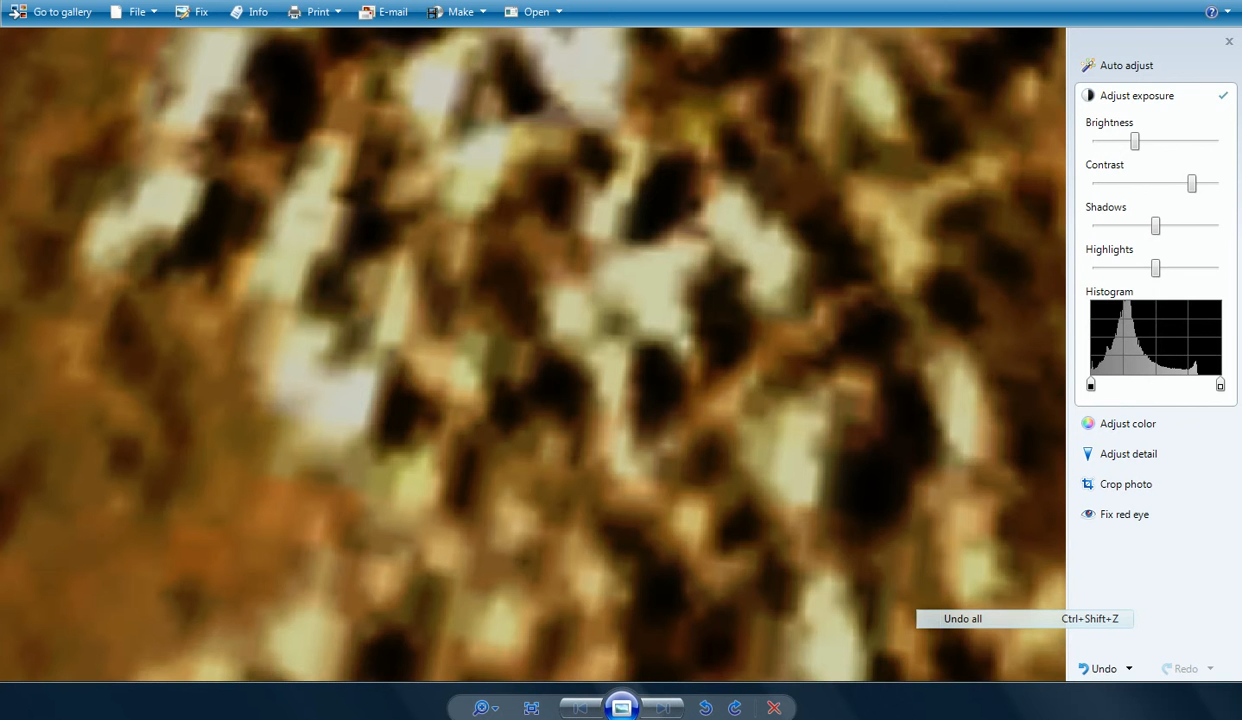 Go to gallery File Fix Info Print E-mail Make Open ?
x
Auto adjust
Adjust exposure
Brightness
Contrast
Shadows
Highlights
Histogram
Adjust color
Adjust detail
Crop photo
Fix red eye
Undo all Ctrl+Shift+Z
Undo Redo